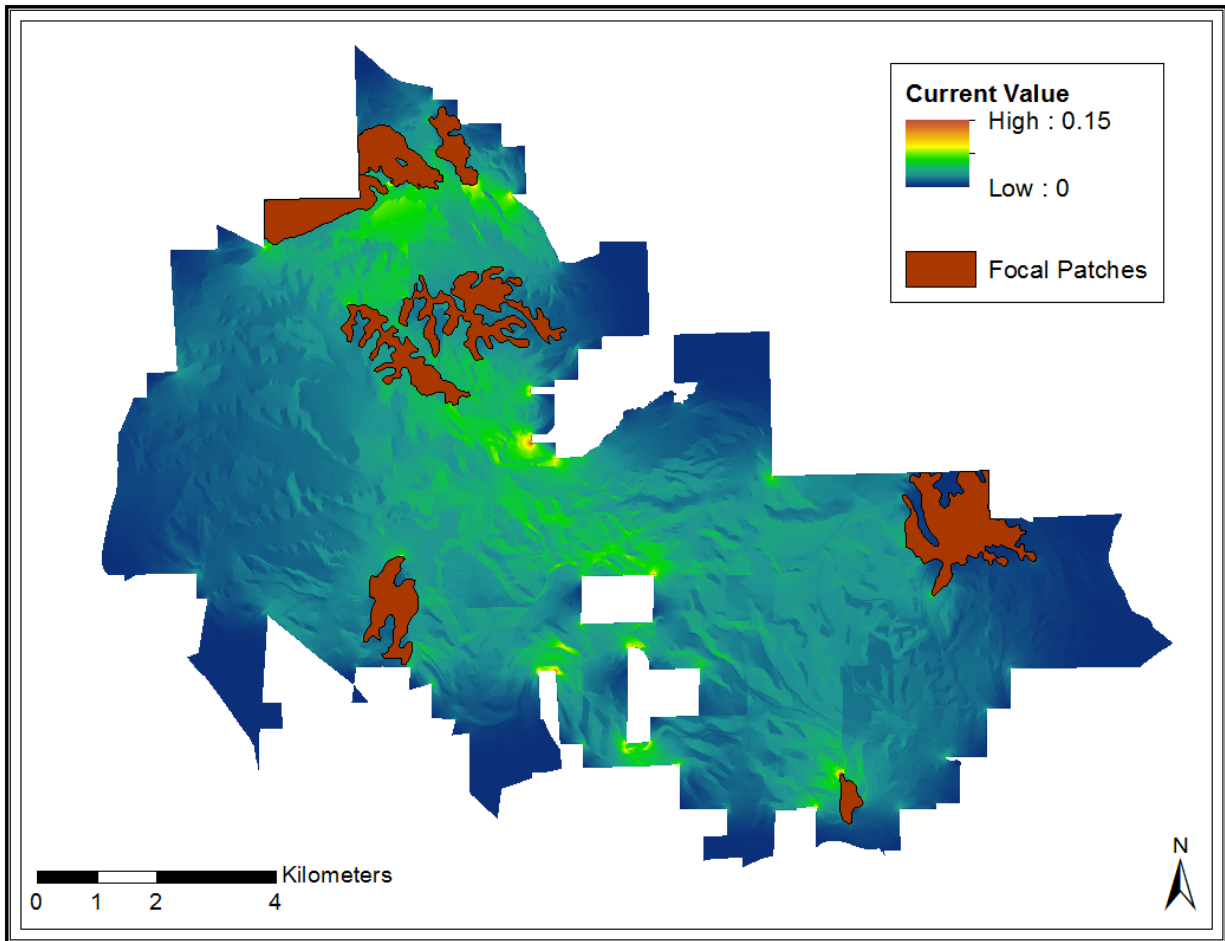 Current Value
High : 0.15
Low : 0
Focal Patches
N
Kilometers
0 1 2 4